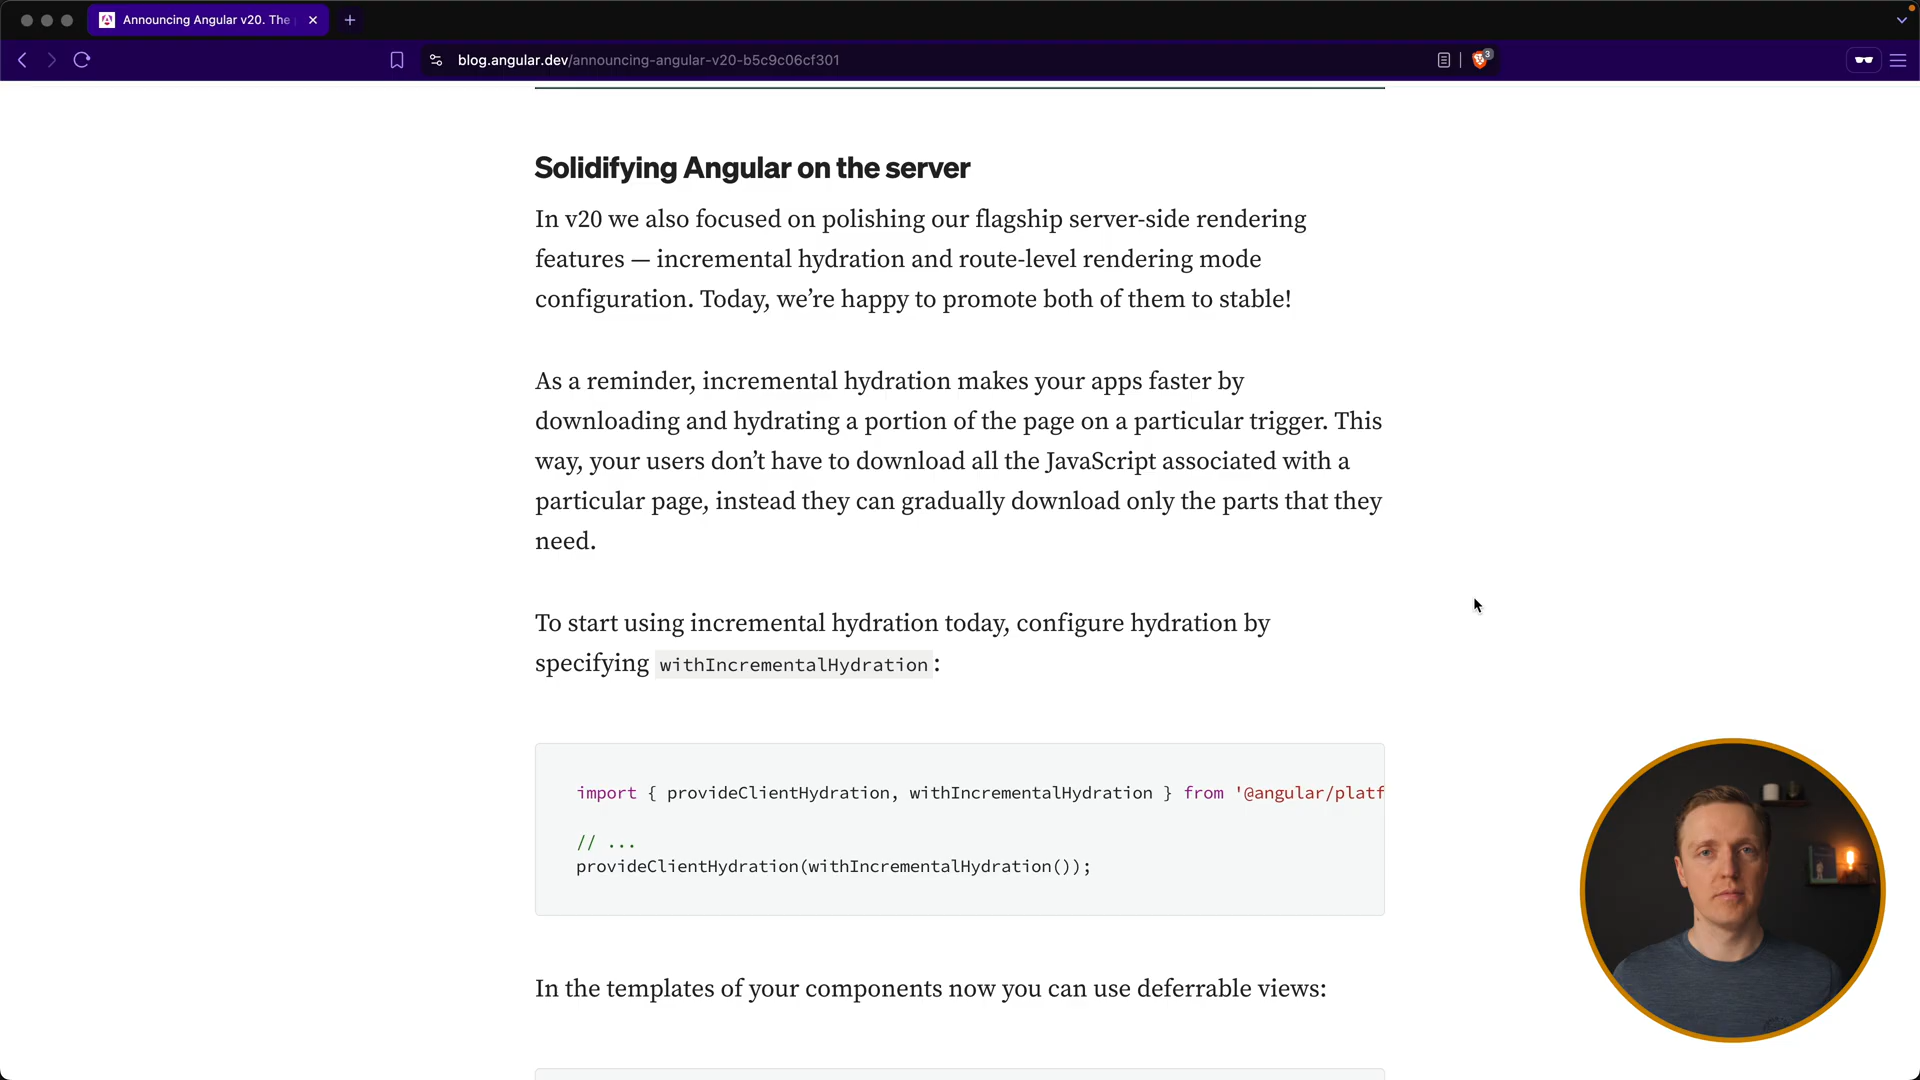 Announcing Angular v20. The
blog.angular.dev/announcing-angular-v20-b5c9c06cf301
3
Solidifying Angular on the server
In v20 we also focused on polishing our flagship server-side rendering
features — incremental hydration and route-level rendering mode
configuration. Today, we’re happy to promote both of them to stable!
As a reminder, incremental hydration makes your apps faster by
downloading and hydrating a portion of the page on a particular trigger. This
way, your users don’t have to download all the JavaScript associated with a
particular page, instead they can gradually download only the parts that they
need.
To start using incremental hydration today, configure hydration by
specifying withIncrementalHydration:
import { provideClientHydration, withIncrementalHydration } from '@angular/platf
// ...
provideClientHydration(withIncrementalHydration());
In the templates of your components now you can use deferrable views: